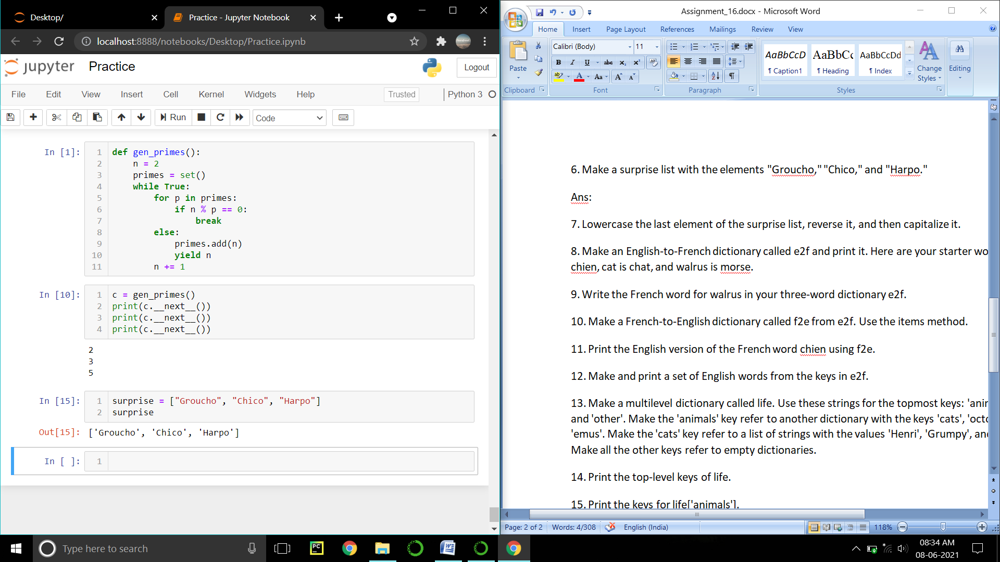 Desktop/
Practice - Jupyter Notebook
localhost:8888/notebooks/Desktop/Practice.ipynb
jupyter Practice
Logout
File Edit View Insert Cell Kernel Widgets Help Trusted Python 3
Run Code
In [1]:
1 def gen_primes():
2     n = 2
3     primes = set()
4     while True:
5         for p in primes:
6             if n % p == 0:
7                 break
8         else:
9             primes.add(n)
10             yield n
11         n += 1
In [10]:
1 c = gen_primes()
2 print(c.__next__())
3 print(c.__next__())
4 print(c.__next__())
2
3
5
In [15]:
1 surprise = ["Groucho", "Chico", "Harpo"]
2 surprise
Out[15]: ['Groucho', 'Chico', 'Harpo']
In [ ]: 1
Assignment_16.docx - Microsoft Word
Home Insert Page Layout References Mailings Review View
Calibri (Body) 11
Paste
AaBbCcD AaBbCc AaBbCcDd
¶ Caption1 ¶ Heading ¶ Index
Change Styles
Editing
Clipboard Font Paragraph Styles
6. Make a surprise list with the elements "Groucho," "Chico," and "Harpo."
Ans:
7. Lowercase the last element of the surprise list, reverse it, and then capitalize it.
8. Make an English-to-French dictionary called e2f and print it. Here are your starter wo
chien, cat is chat, and walrus is morse.
9. Write the French word for walrus in your three-word dictionary e2f.
10. Make a French-to-English dictionary called f2e from e2f. Use the items method.
11. Print the English version of the French word chien using f2e.
12. Make and print a set of English words from the keys in e2f.
13. Make a multilevel dictionary called life. Use these strings for the topmost keys: 'anim
and 'other'. Make the 'animals' key refer to another dictionary with the keys 'cats', 'octo
'emus'. Make the 'cats' key refer to a list of strings with the values 'Henri', 'Grumpy', and
Make all the other keys refer to empty dictionaries.
14. Print the top-level keys of life.
15. Print the keys for life['animals'].
Page: 2 of 2 Words: 4/308 English (India) 118%
Type here to search
08:34 AM
08-06-2021